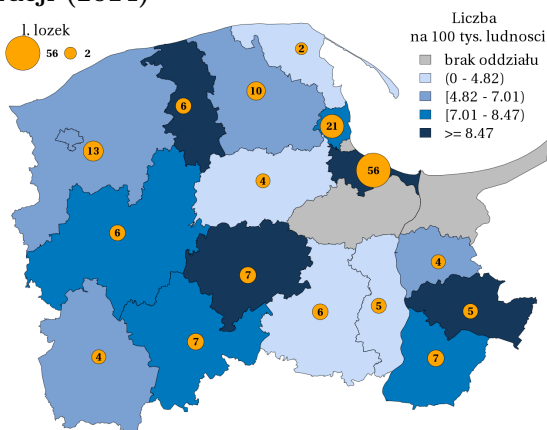 l. lozek
56 2
Liczba
na 100 tys. ludnosci
brak oddziału
(0 - 4.82)
[4.82 - 7.01)
[7.01 - 8.47)
>= 8.47
2
10
6
21
13
56
4
6
4
7
6
5
5
7
4
7